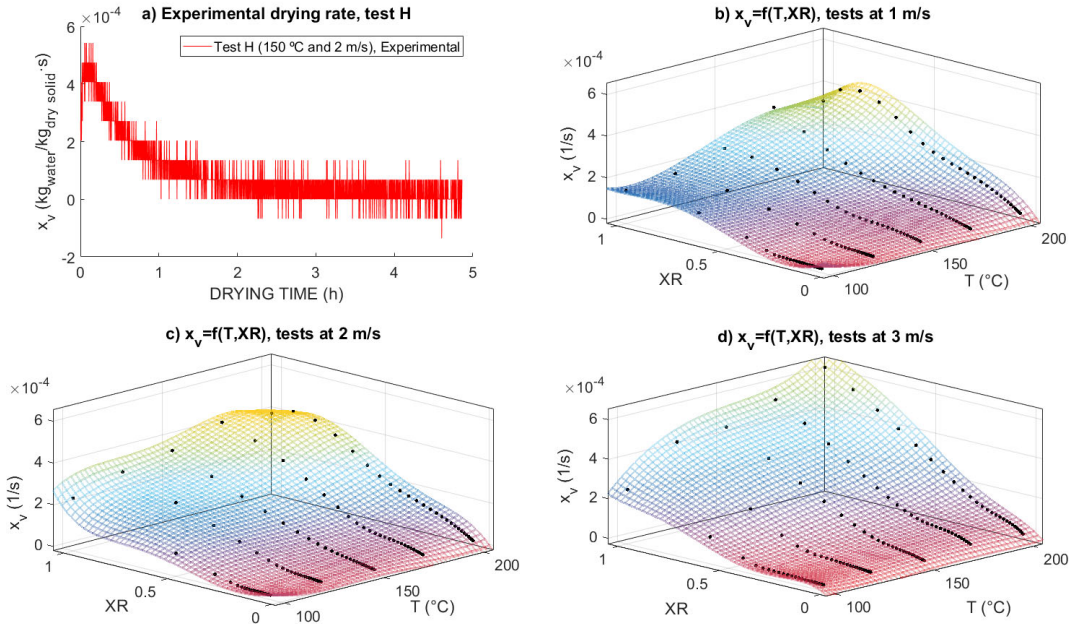 a) Experimental drying rate, test H
×10⁻⁴
6
4
2
0
-2
x_v (kg_water/kg_dry solid·s)
Test H (150 ºC and 2 m/s), Experimental
0 1 2 3 4 5
DRYING TIME (h)
b) x_v=f(T,XR), tests at 1 m/s
×10⁻⁴
6
4
2
0
x_v (1/s)
1
0.5
0
XR
100
150
200
T (°C)
c) x_v=f(T,XR), tests at 2 m/s
×10⁻⁴
6
4
2
0
x_v (1/s)
1
0.5
0
XR
100
150
200
T (°C)
d) x_v=f(T,XR), tests at 3 m/s
×10⁻⁴
6
4
2
0
x_v (1/s)
1
0.5
0
XR
100
150
200
T (°C)